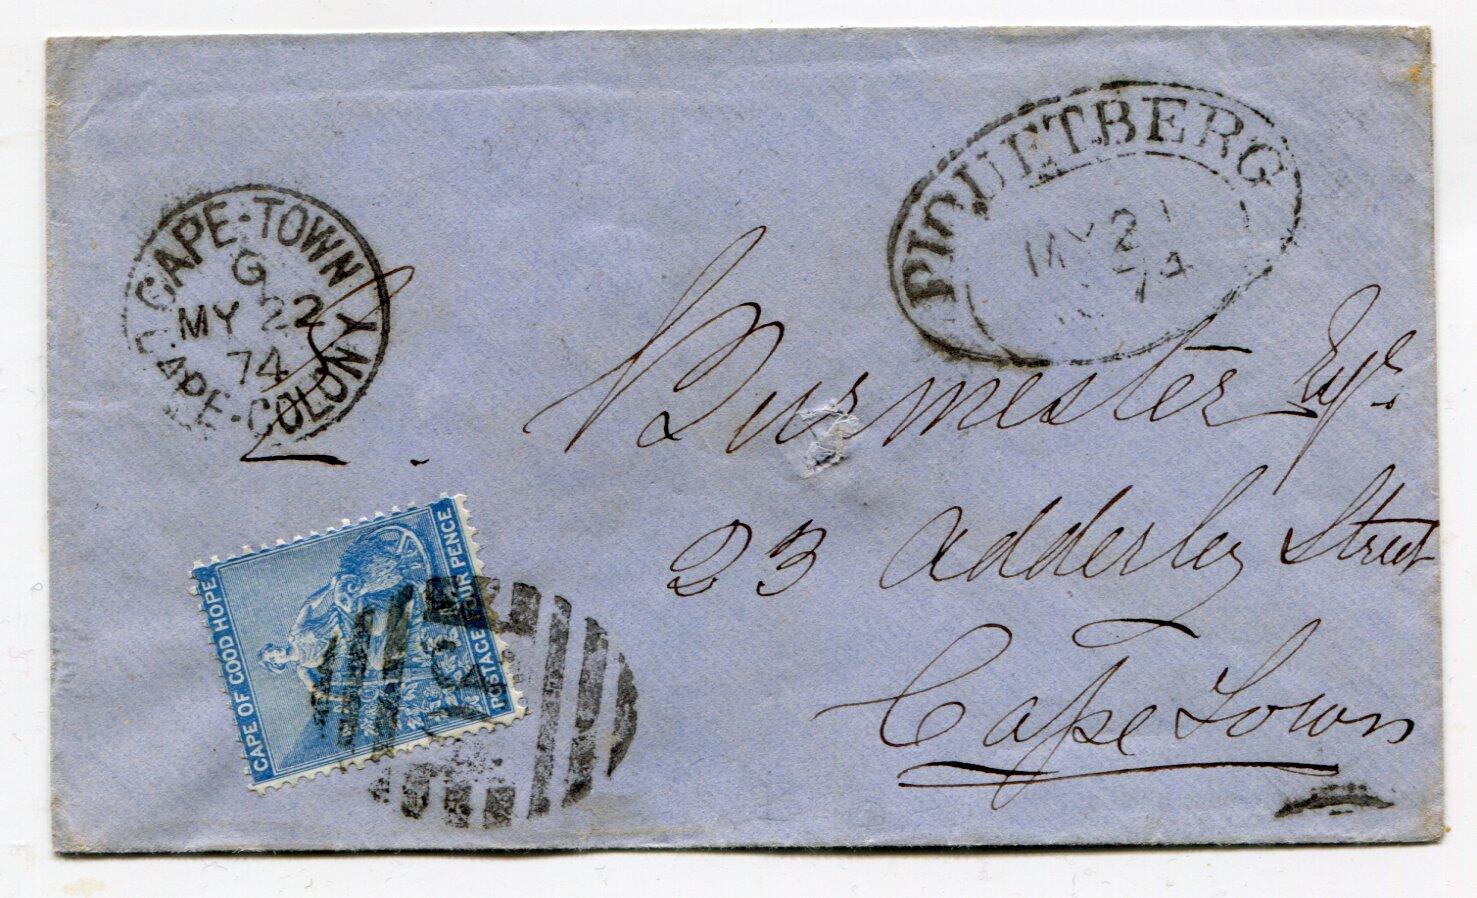 CAPE-TOWN
G
MY 22
74
CAPE-COLONY
PIQUETBERG
MY 21
74
Burmester Esqr.
23 Adderley Street
Cape Town
CAPE OF GOOD HOPE
POSTAGE FOUR PENCE